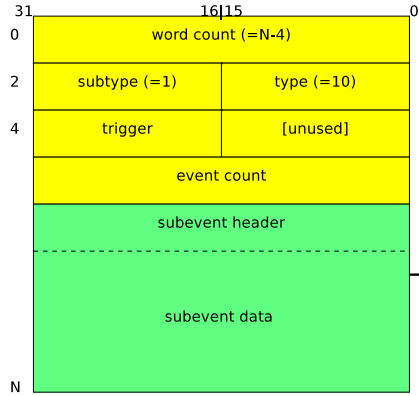 31 16 15 0
0 word count (=N-4)
2 subtype (=1) type (=10)
4 trigger [unused]
event count
subevent header
subevent data
N